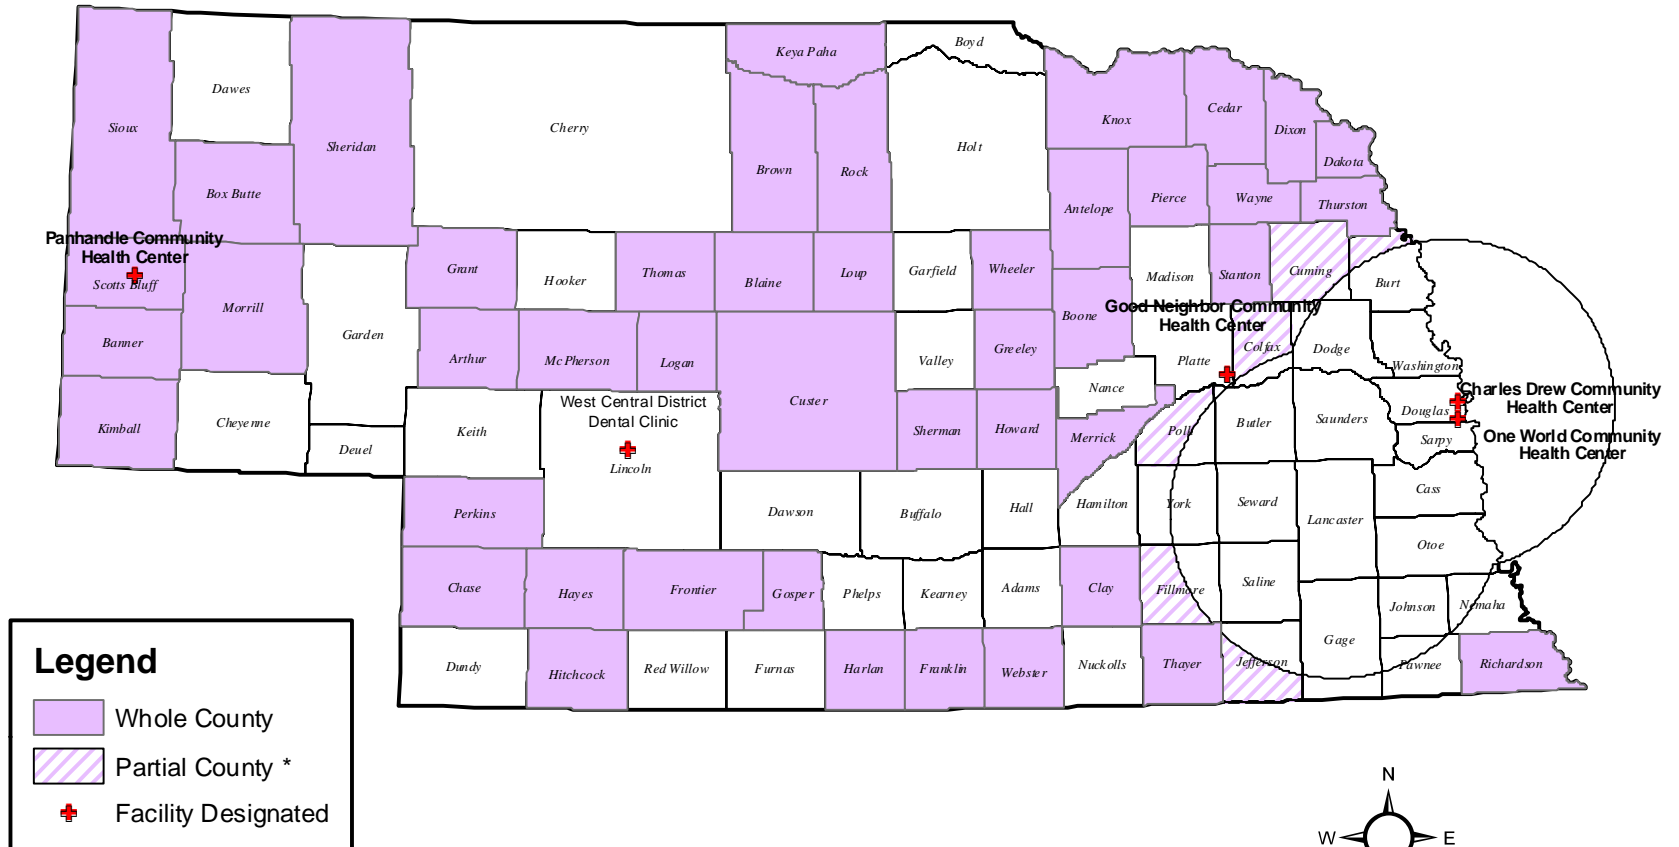 Boyd
Keya Paha
Dawes
Cherry
Sioux
Sheridan
Holt
Knox
Cedar
Dixon
Dakota
Brown
Rock
Box Butte
Antelope
Pierce
Wayne
Thurston
Panhandle Community
Health Center
Scotts Bluff
Grant
Hooker
Thomas
Blaine
Loup
Garfield
Wheeler
Madison
Stanton
Cuming
Burt
Morrill
Garden
Banner
Arthur
McPherson
Logan
Custer
Valley
Greeley
Boone
Good Neighbor Community
Health Center
Platte
Colfax
Dodge
Washington
Nance
Kimball
Cheyenne
Deuel
Keith
West Central District
Dental Clinic
Lincoln
Sherman
Howard
Merrick
Polk
Butler
Saunders
Douglas
Charles Drew Community
Health Center
Sarpy
One World Community
Health Center
Cass
Perkins
Dawson
Buffalo
Hall
Hamilton
York
Seward
Lancaster
Otoe
Chase
Hayes
Frontier
Gosper
Phelps
Kearney
Adams
Clay
Fillmore
Saline
Johnson
Nemaha
Gage
Dundy
Hitchcock
Red Willow
Furnas
Harlan
Franklin
Webster
Nuckolls
Thayer
Jefferson
Pawnee
Richardson
Legend
Whole County
Partial County *
Facility Designated
N
W
E